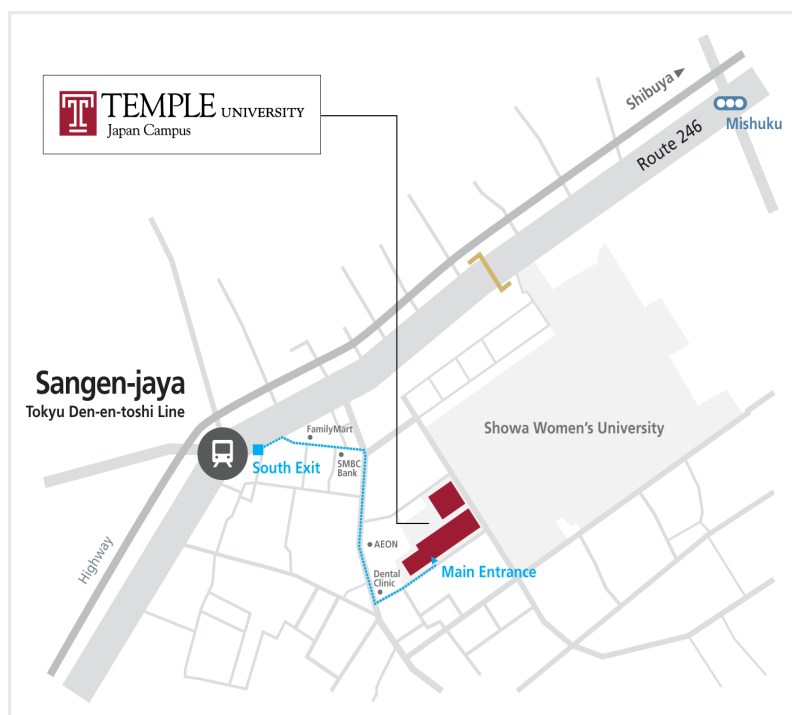 TEMPLE UNIVERSITY
Japan Campus
Shibuya
Mishuku
Route 246
Sangen-jaya
Tokyu Den-en-toshi Line
FamilyMart
South Exit
SMBC
Bank
Showa Women's University
Highway
AEON
Dental
Clinic
Main Entrance